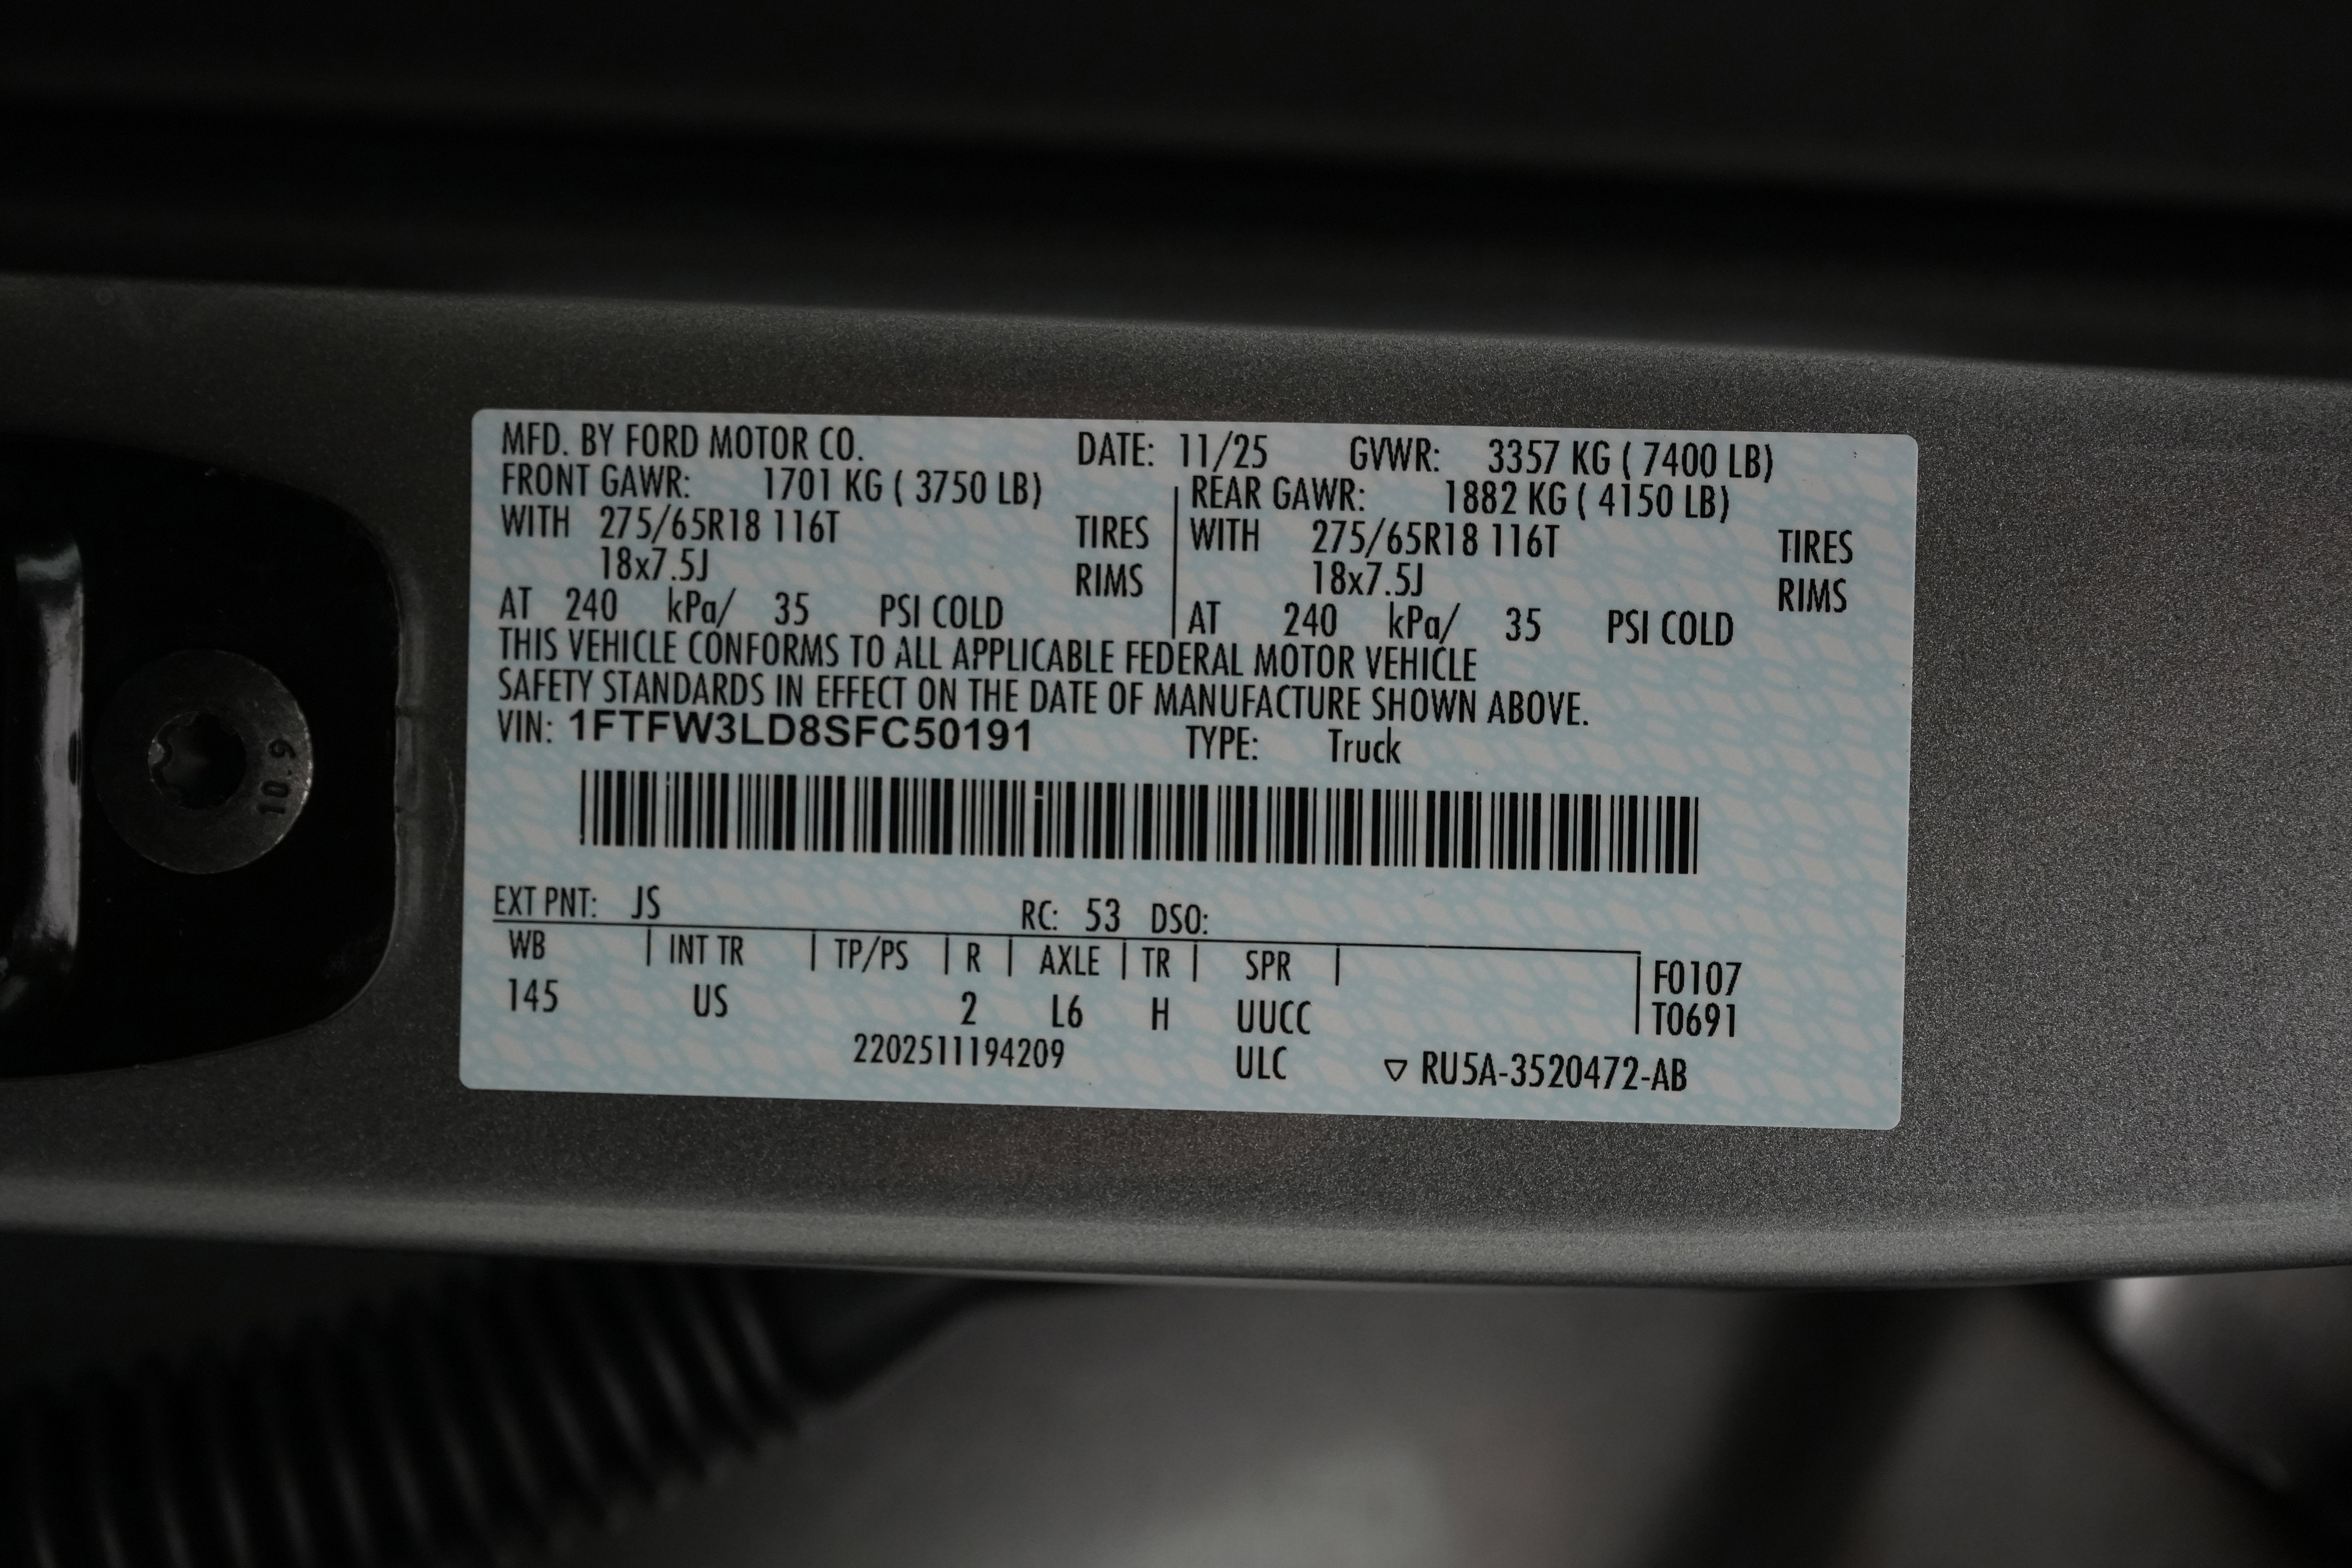 MFD. BY FORD MOTOR CO. DATE: 11/25 GVWR: 3357 KG ( 7400 LB)
FRONT GAWR: 1701 KG ( 3750 LB) REAR GAWR: 1882 KG ( 4150 LB)
WITH 275/65R18 116T TIRES WITH 275/65R18 116T TIRES
18x7.5J RIMS 18x7.5J RIMS
AT 240 kPa/ 35 PSI COLD AT 240 kPa/ 35 PSI COLD
THIS VEHICLE CONFORMS TO ALL APPLICABLE FEDERAL MOTOR VEHICLE
SAFETY STANDARDS IN EFFECT ON THE DATE OF MANUFACTURE SHOWN ABOVE.
VIN: 1FTFW3LD8SFC50191 TYPE: Truck
EXT PNT: JS RC: 53 DSO:
WB INT TR TP/PS R AXLE TR SPR F0107
145 US 2 L6 H UUCC T0691
2202511194209 ULC ▽ RU5A-3520472-AB
10.9